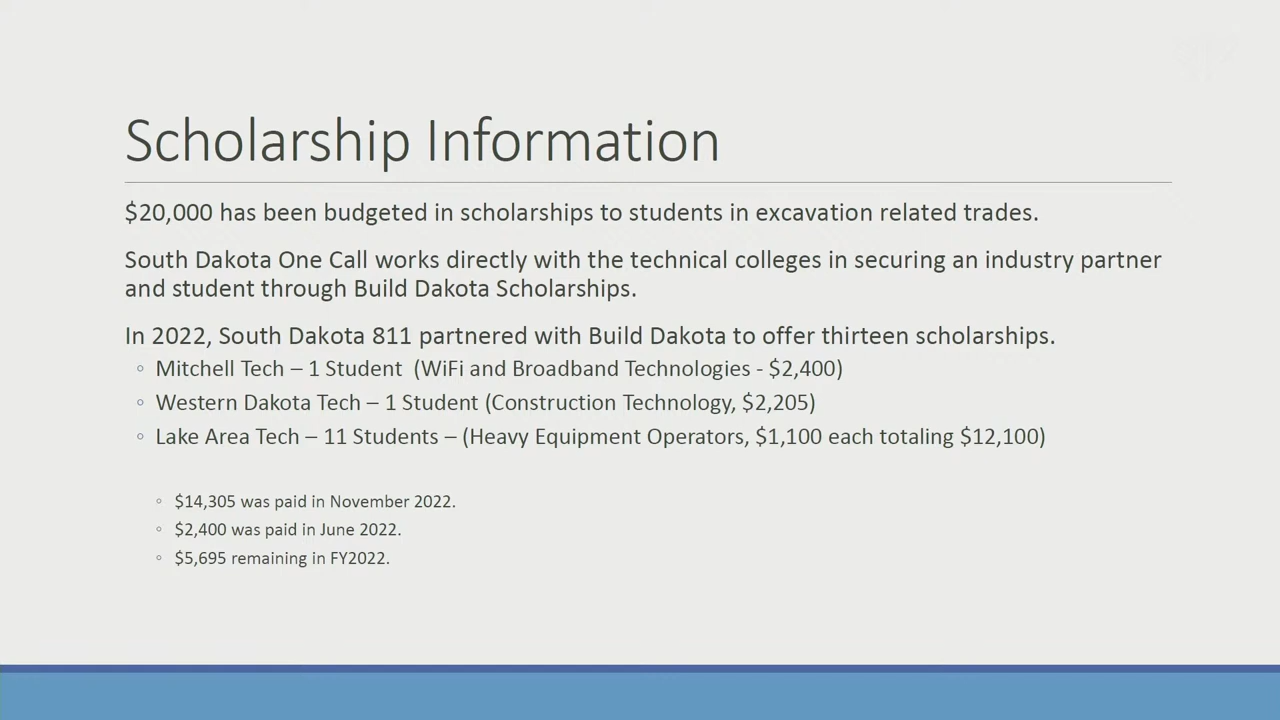 Scholarship Information
$20,000 has been budgeted in scholarships to students in excavation related trades.
South Dakota One Call works directly with the technical colleges in securing an industry partner
and student through Build Dakota Scholarships.
In 2022, South Dakota 811 partnered with Build Dakota to offer thirteen scholarships.
◦ Mitchell Tech – 1 Student (WiFi and Broadband Technologies - $2,400)
◦ Western Dakota Tech – 1 Student (Construction Technology, $2,205)
◦ Lake Area Tech – 11 Students – (Heavy Equipment Operators, $1,100 each totaling $12,100)
◦ $14,305 was paid in November 2022.
◦ $2,400 was paid in June 2022.
◦ $5,695 remaining in FY2022.